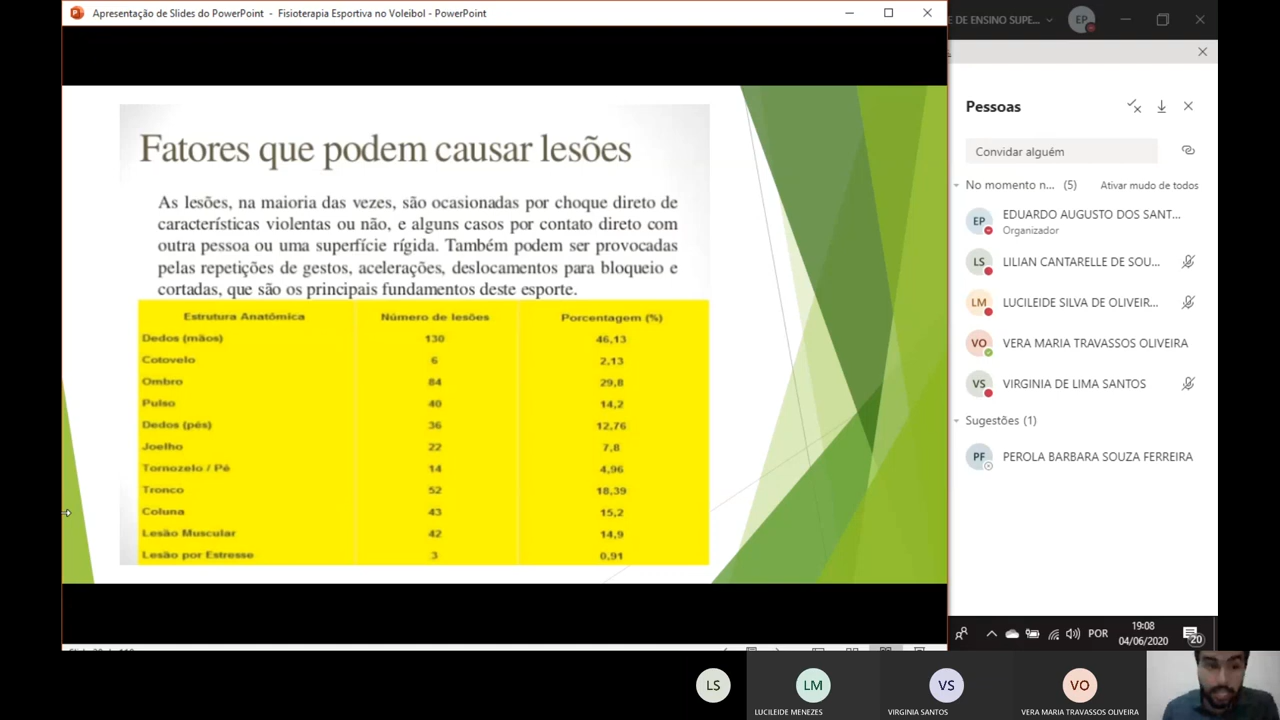 Apresentação de Slides do PowerPoint - Fisioterapia Esportiva no Voleibol - PowerPoint
E DE ENSINO SUPE...
EP
Fatores que podem causar lesões
As lesões, na maioria das vezes, são ocasionadas por choque direto de
características violentas ou não, e alguns casos por contato direto com
outra pessoa ou uma superfície rígida. Também podem ser provocadas
pelas repetições de gestos, acelerações, deslocamentos para bloqueio e
cortadas, que são os principais fundamentos deste esporte.
Estrutura Anatômica Número de lesões Porcentagem (%)
Dedos (mãos) 130 46,13
Cotovelo 6 2,13
Ombro 84 29,8
Pulso 40 14,2
Dedos (pés) 36 12,76
Joelho 22 7,8
Tornozelo / Pé 14 4,96
Tronco 52 18,39
Coluna 43 15,2
Lesão Muscular 42 14,9
Lesão por Estresse 3 0,91
Pessoas
Convidar alguém
No momento n... (5) Ativar mudo de todos
EP EDUARDO AUGUSTO DOS SANT...
Organizador
LS LILIAN CANTARELLE DE SOU...
LM LUCILEIDE SILVA DE OLIVEIR...
VO VERA MARIA TRAVASSOS OLIVEIRA
VS VIRGINIA DE LIMA SANTOS
Sugestões (1)
PF PEROLA BARBARA SOUZA FERREIRA
POR
19:08
04/06/2020
20
LS
LM
VS
VO
LUCILEIDE MENEZES
VIRGINIA SANTOS
VERA MARIA TRAVASSOS OLIVEIRA